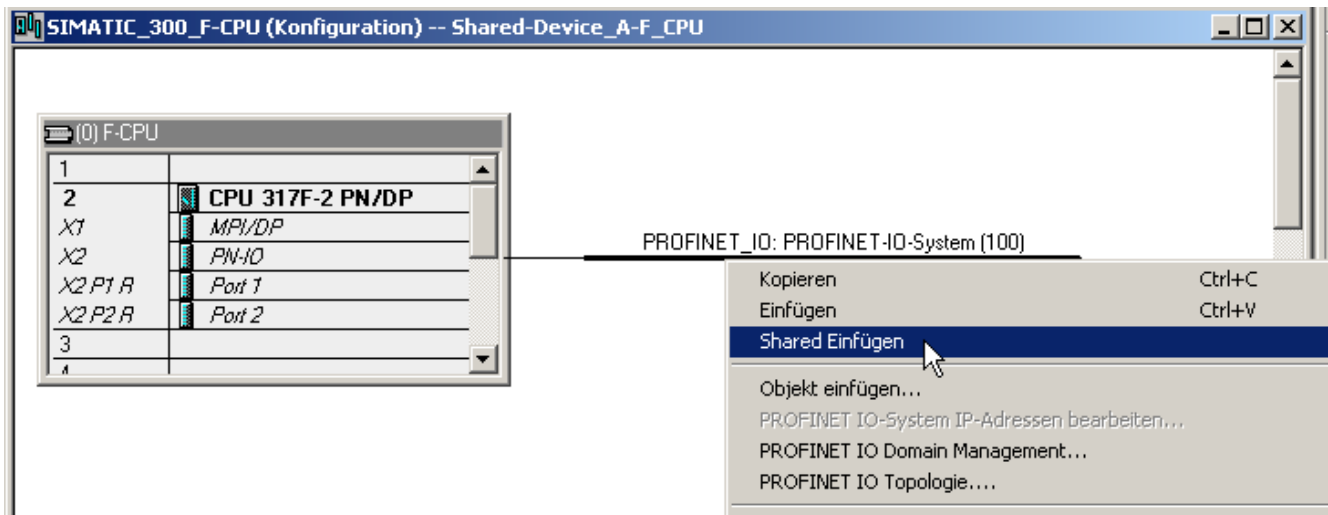 SIMATIC_300_F-CPU (Konfiguration) -- Shared-Device_A-F_CPU
(0) F-CPU
1
2 CPU 317F-2 PN/DP
X1 MPI/DP
X2 PN-IO
X2 P1 R Port 1
X2 P2 R Port 2
3
4
PROFINET_IO: PROFINET-IO-System (100)
Kopieren Ctrl+C
Einfügen Ctrl+V
Shared Einfügen
Objekt einfügen...
PROFINET IO-System IP-Adressen bearbeiten...
PROFINET IO Domain Management...
PROFINET IO Topologie....